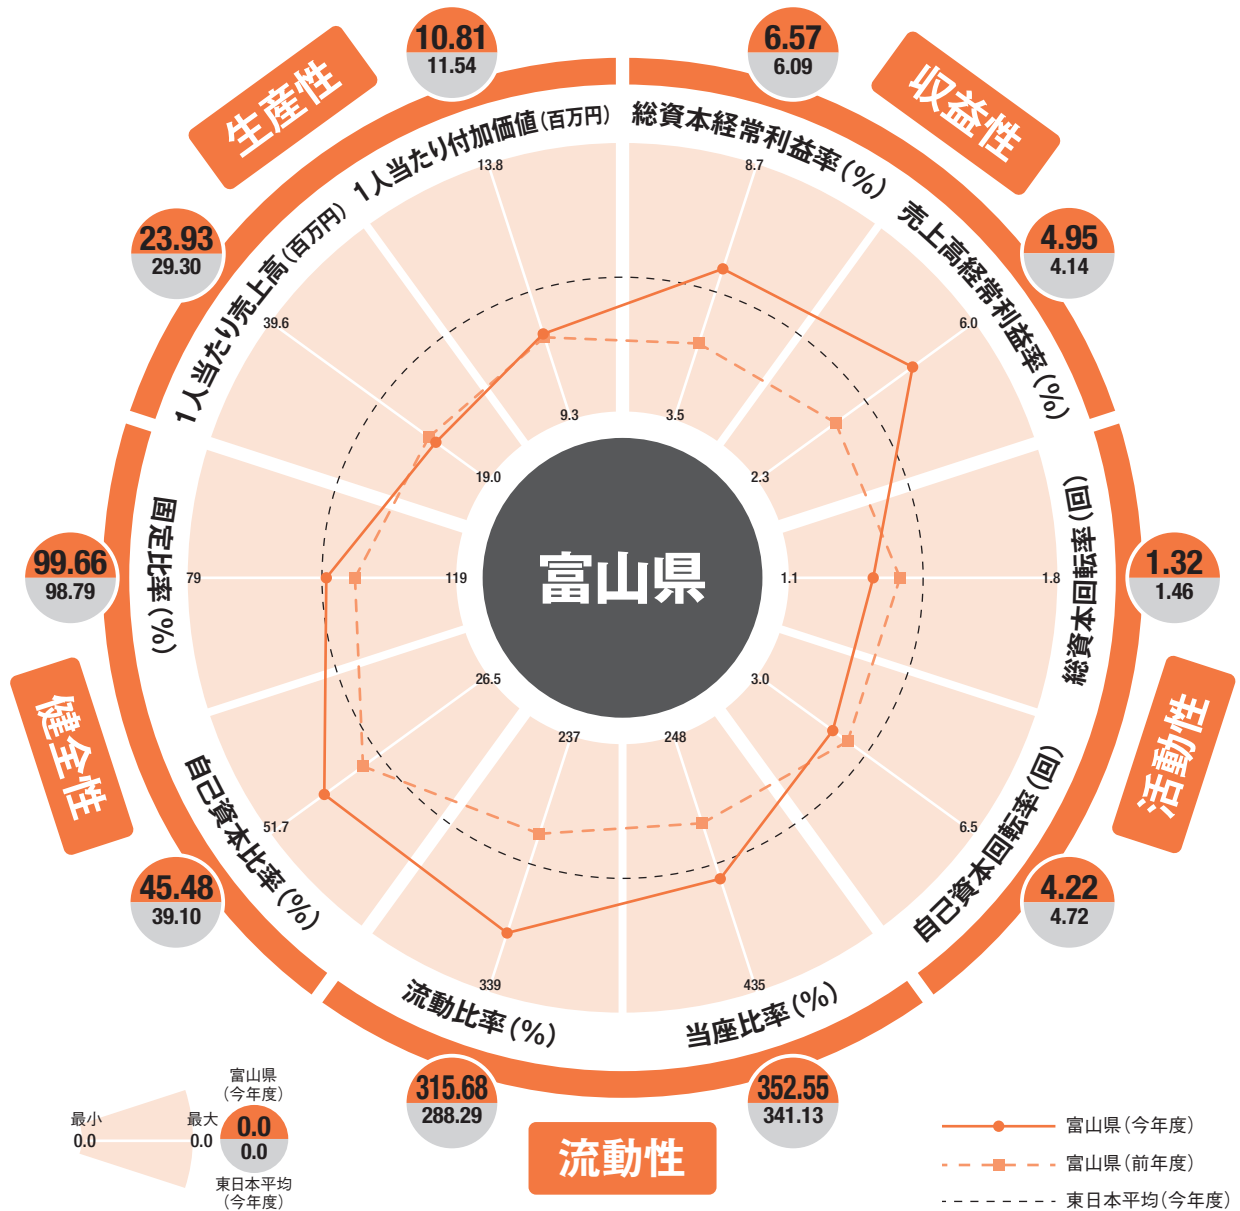 富山県
収益性
総資本経常利益率(%)
6.57
6.09
8.7
3.5
売上高経常利益率(%)
4.95
4.14
6.0
2.3
活動性
総資本回転率(回)
1.32
1.46
1.8
1.1
自己資本回転率(回)
4.22
4.72
6.5
3.0
流動性
当座比率(%)
352.55
341.13
435
248
流動比率(%)
315.68
288.29
339
237
健全性
自己資本比率(%)
45.48
39.10
51.7
26.5
固定比率(%)
99.66
98.79
79
119
生産性
1人当たり売上高(百万円)
23.93
29.30
39.6
19.0
1人当たり付加価値(百万円)
10.81
11.54
13.8
9.3
富山県
(今年度)
最小
0.0
最大
0.0
0.0
0.0
東日本平均
(今年度)
富山県(今年度)
富山県(前年度)
東日本平均(今年度)